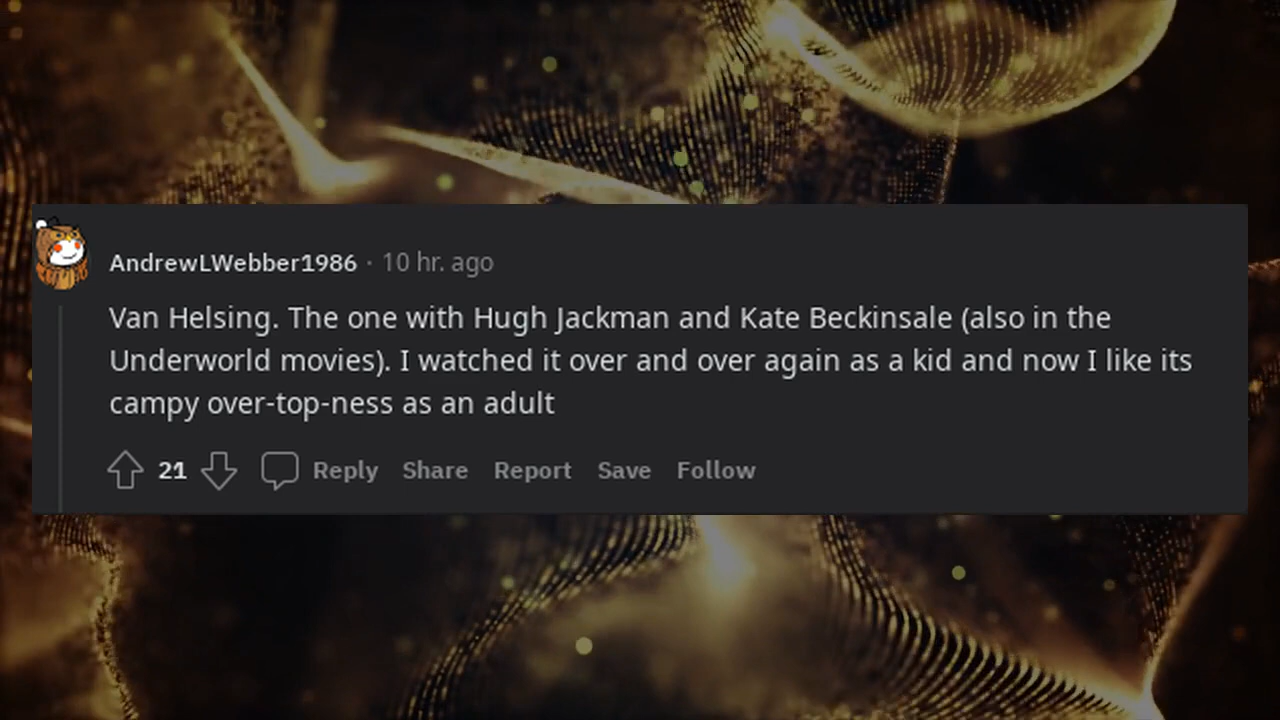 AndrewLWebber1986 · 10 hr. ago
Van Helsing. The one with Hugh Jackman and Kate Beckinsale (also in the
Underworld movies). I watched it over and over again as a kid and now I like its
campy over-top-ness as an adult
21 Reply Share Report Save Follow